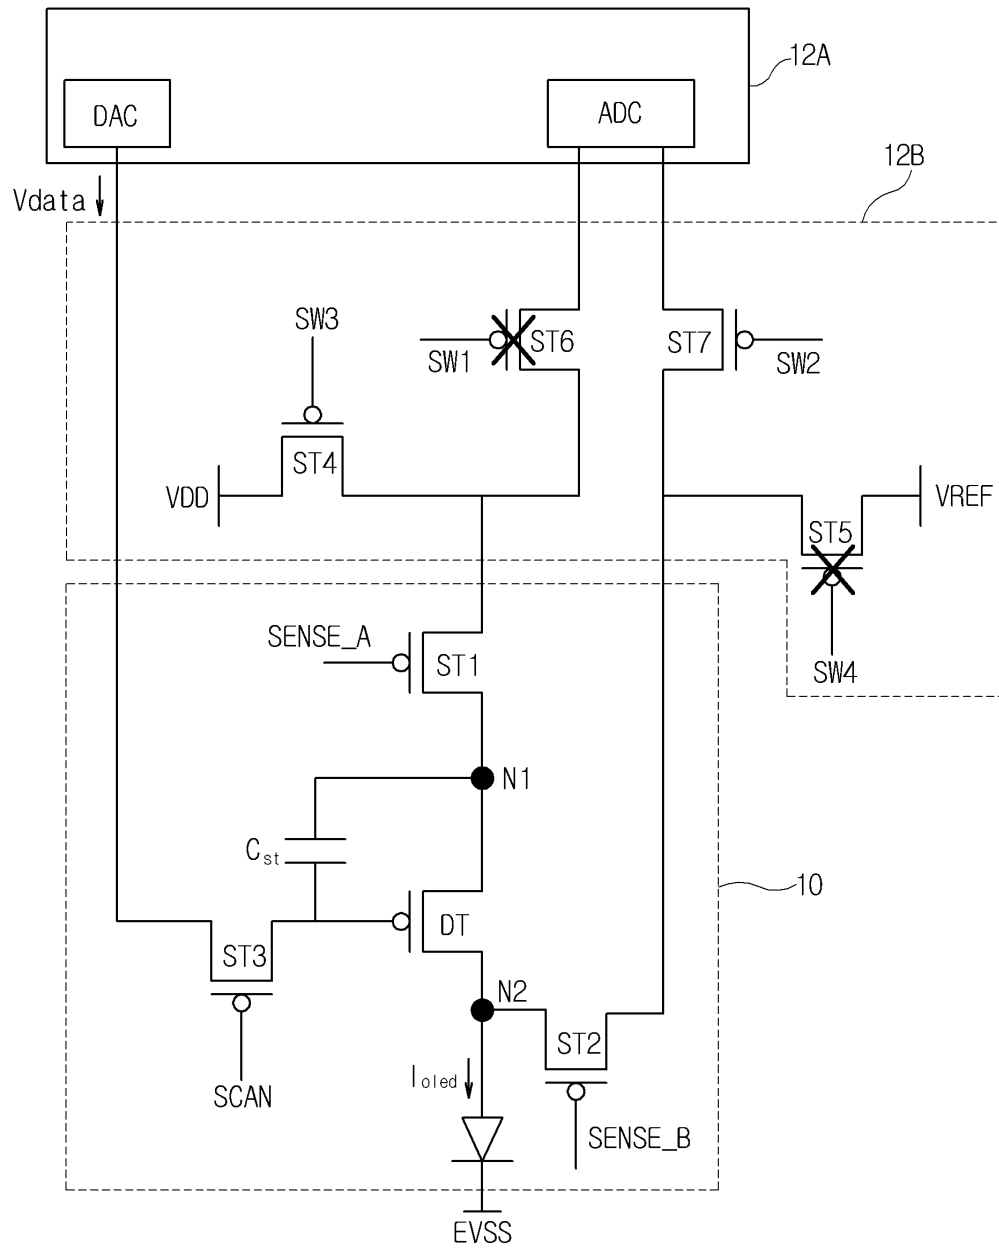 12A
DAC
ADC
12B
Vdata
SW3
SW1
ST6
ST7
SW2
ST4
VDD
VREF
ST5
SENSE_A
ST1
SW4
N1
Cst
10
DT
ST3
N2
ST2
Ioled
SCAN
SENSE_B
EVSS